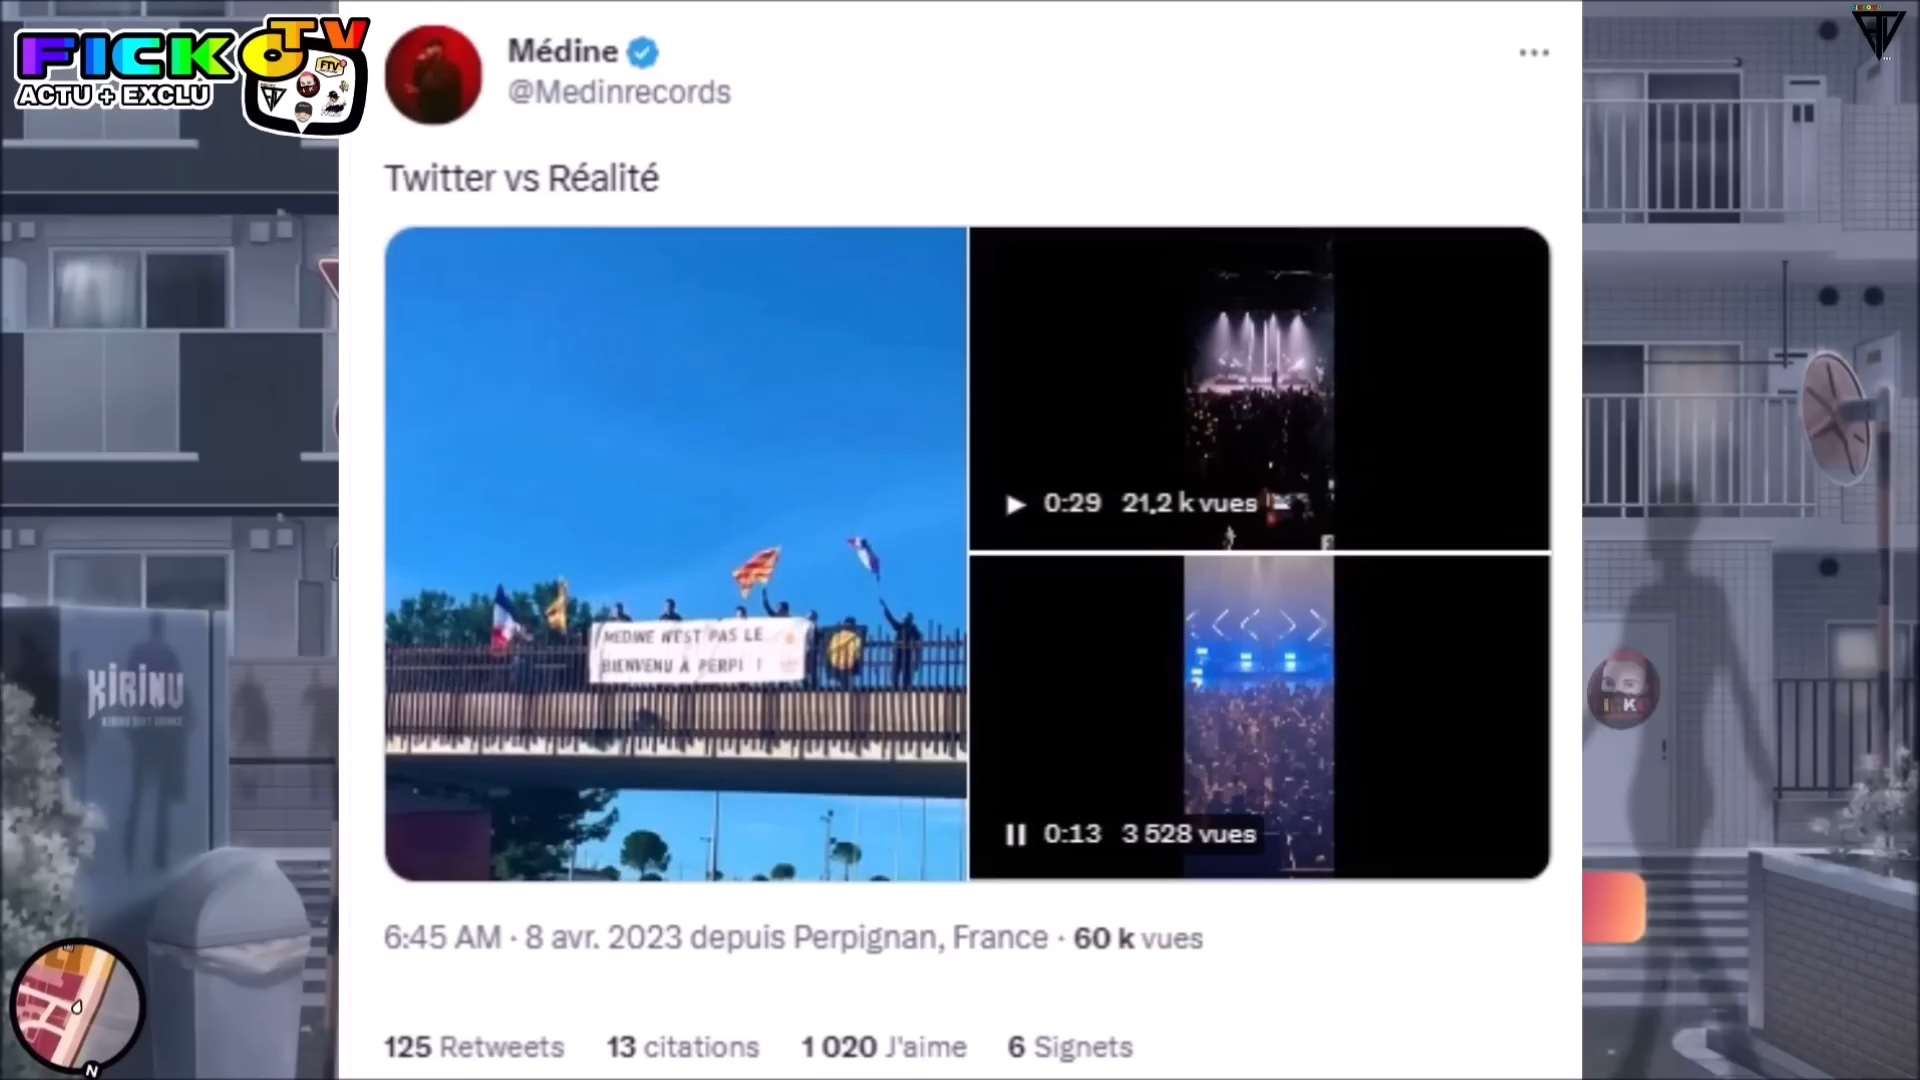 FICKO TV
ACTU + EXCLU
FTV
Médine
@Medinrecords
Twitter vs Réalité
MEDINE N'EST PAS LE
BIENVENU À PERPI !
0:29 21,2 k vues
0:13 3 528 vues
6:45 AM · 8 avr. 2023 depuis Perpignan, France · 60 k vues
125 Retweets 13 citations 1 020 J'aime 6 Signets
KiRiNU
N